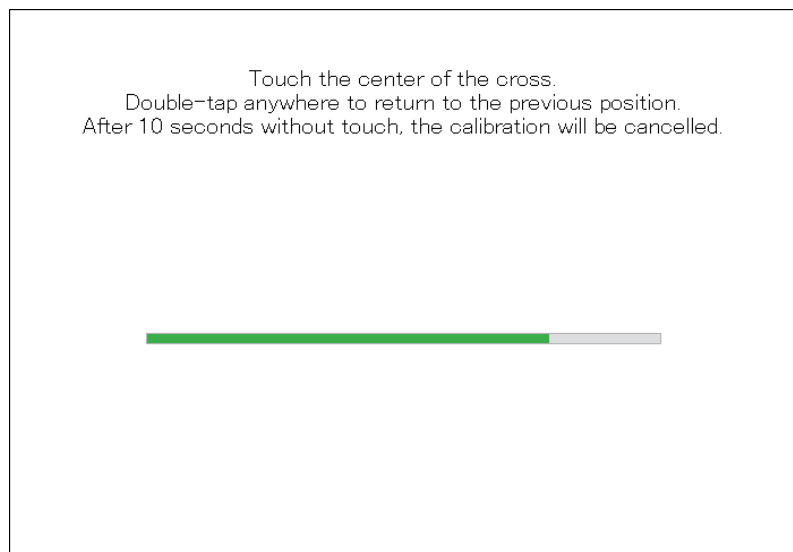 Touch the center of the cross.
Double-tap anywhere to return to the previous position.
After 10 seconds without touch, the calibration will be cancelled.